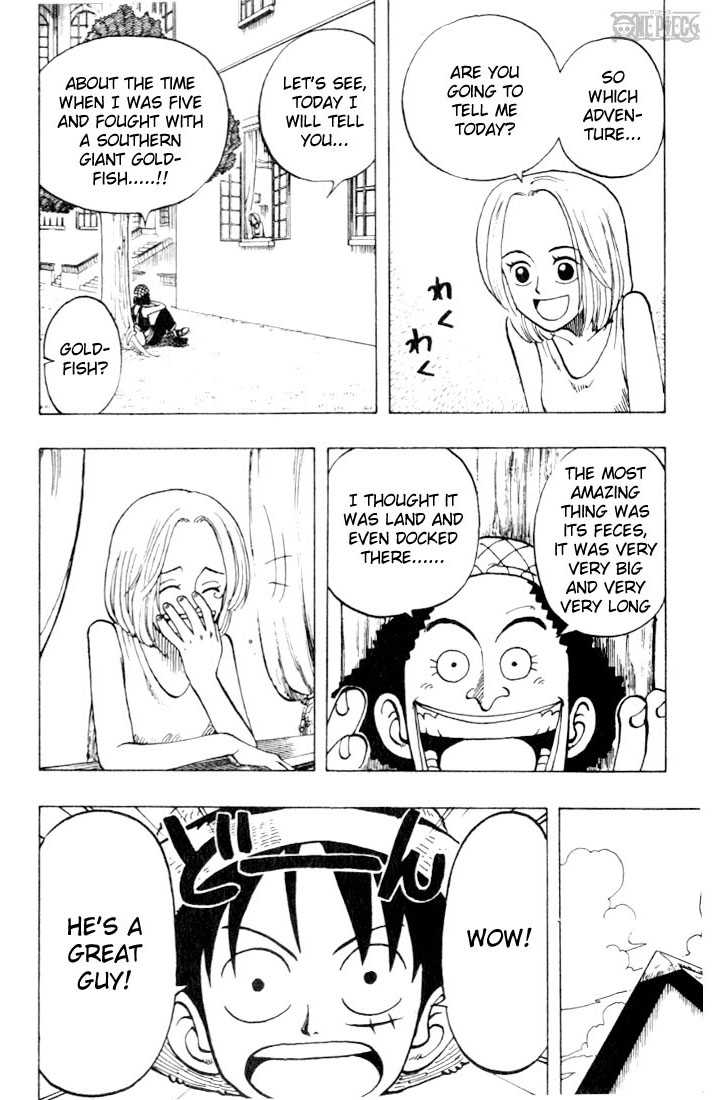 ONE PIECE
SO
WHICH
ADVEN-
TURE...
ARE YOU
GOING TO
TELL ME
TODAY?
わくわく
LET'S SEE,
TODAY I
WILL TELL
YOU...
ABOUT THE TIME
WHEN I WAS FIVE
AND FOUGHT WITH
A SOUTHERN
GIANT GOLD-
FISH.....!!
GOLD-
FISH?
THE MOST
AMAZING
THING WAS
ITS FECES,
IT WAS VERY
VERY BIG
AND VERY
VERY LONG
I THOUGHT IT
WAS LAND AND
EVEN DOCKED
THERE......
どーん
WOW!
HE'S A
GREAT
GUY!